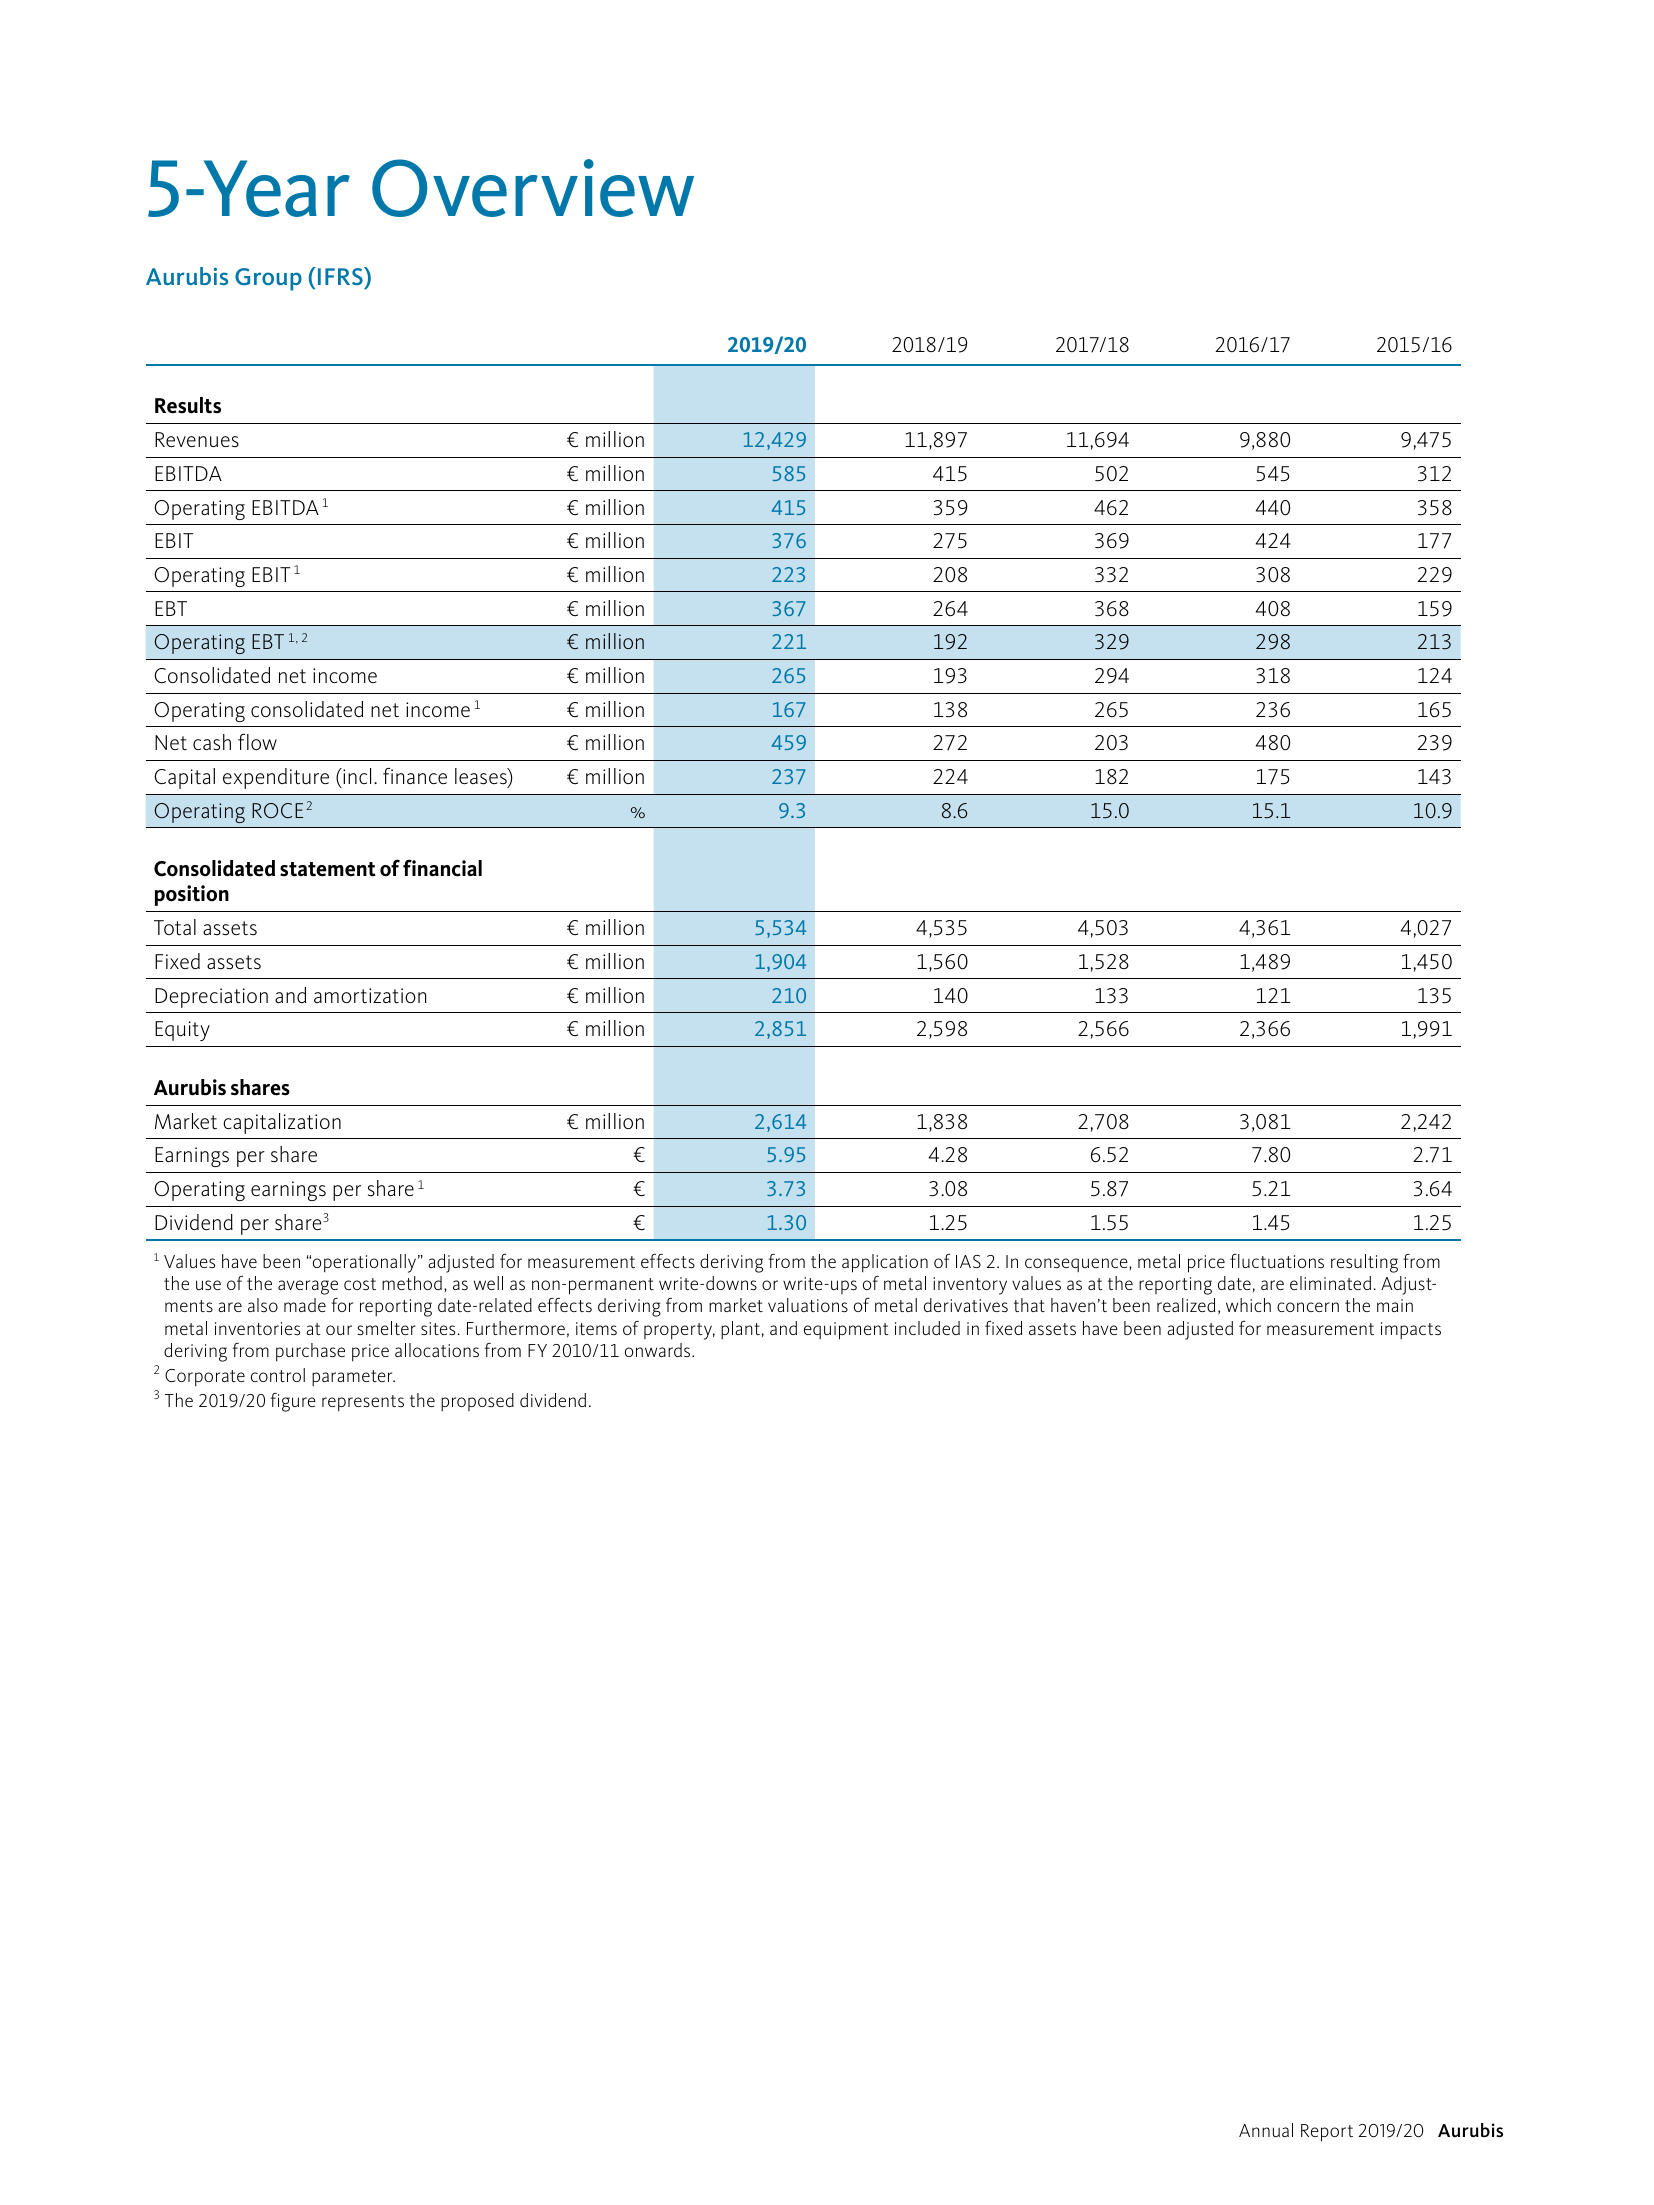 5-Year Overview
Aurubis Group (IFRS)
2019/20 2018/19 2017/18 2016/17 2015/16
Results
Revenues € million 12,429 11,897 11,694 9,880 9,475
EBITDA € million 585 415 502 545 312
Operating EBITDA 1 € million 415 359 462 440 358
EBIT € million 376 275 369 424 177
Operating EBIT 1 € million 223 208 332 308 229
EBT € million 367 264 368 408 159
Operating EBT 1, 2 € million 221 192 329 298 213
Consolidated net income € million 265 193 294 318 124
Operating consolidated net income 1 € million 167 138 265 236 165
Net cash flow € million 459 272 203 480 239
Capital expenditure (incl. finance leases) € million 237 224 182 175 143
Operating ROCE 2 % 9.3 8.6 15.0 15.1 10.9
Consolidated statement of financial
position
Total assets € million 5,534 4,535 4,503 4,361 4,027
Fixed assets € million 1,904 1,560 1,528 1,489 1,450
Depreciation and amortization € million 210 140 133 121 135
Equity € million 2,851 2,598 2,566 2,366 1,991
Aurubis shares
Market capitalization € million 2,614 1,838 2,708 3,081 2,242
Earnings per share € 5.95 4.28 6.52 7.80 2.71
Operating earnings per share 1 € 3.73 3.08 5.87 5.21 3.64
Dividend per share 3 € 1.30 1.25 1.55 1.45 1.25
1 Values have been “operationally” adjusted for measurement effects deriving from the application of IAS 2. In consequence, metal price fluctuations resulting from
the use of the average cost method, as well as non-permanent write-downs or write-ups of metal inventory values as at the reporting date, are eliminated. Adjust-
ments are also made for reporting date-related effects deriving from market valuations of metal derivatives that haven’t been realized, which concern the main
metal inventories at our smelter sites. Furthermore, items of property, plant, and equipment included in fixed assets have been adjusted for measurement impacts
deriving from purchase price allocations from FY 2010/11 onwards.
2 Corporate control parameter.
3 The 2019/20 figure represents the proposed dividend.
Annual Report 2019/20 Aurubis